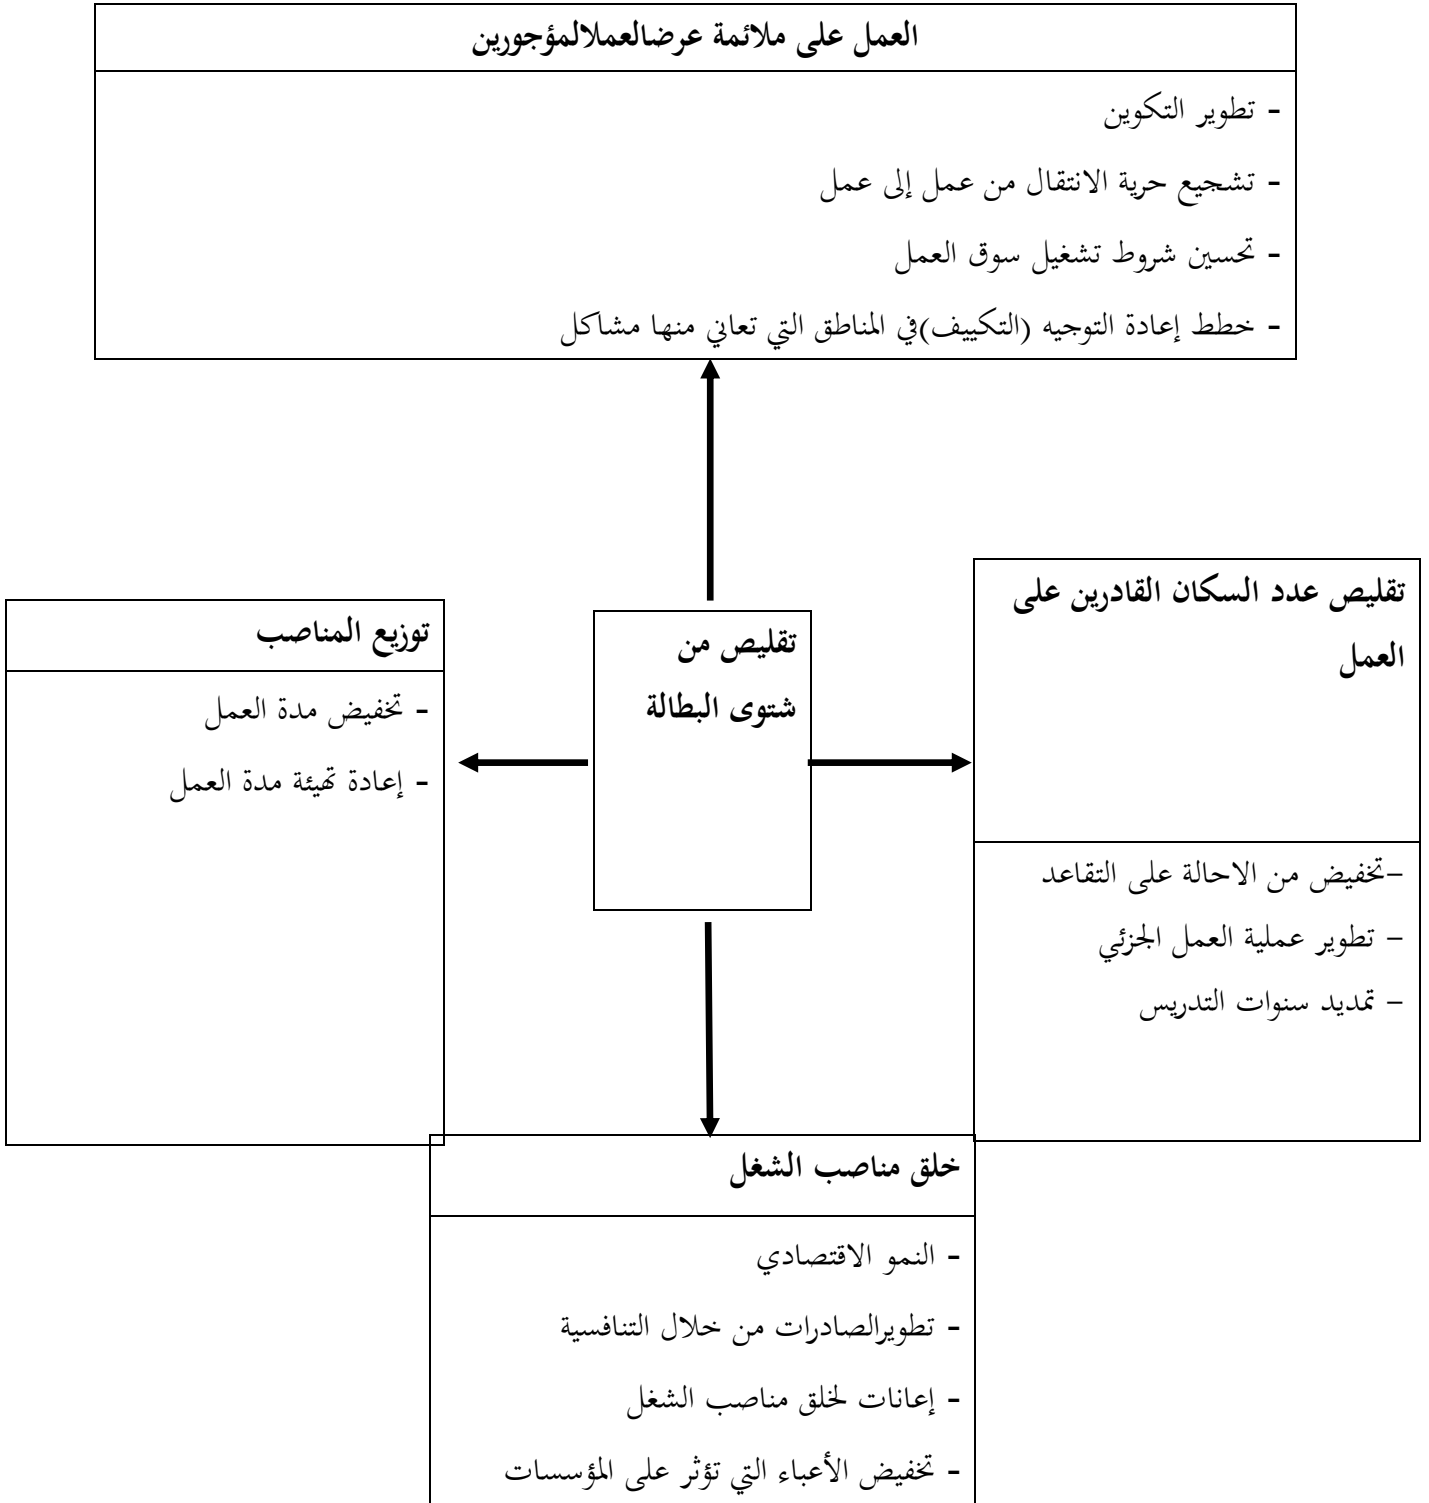 العمل على ملائمة عرضالعملالمؤجورين
- تطوير التكوين
- تشجيع حرية الانتقال من عمل إلى عمل
- تحسين شروط تشغيل سوق العمل
- خطط إعادة التوجيه (التكييف)في المناطق التي تعاني منها مشاكل
تقليص عدد السكان القادرين على
العمل
-تخفيض من الاحالة على التقاعد
- تطوير عملية العمل الجزئي
- تمديد سنوات التدريس
تقليص من
شتوى البطالة
توزيع المناصب
- تخفيض مدة العمل
- إعادة تهيئة مدة العمل
خلق مناصب الشغل
- النمو الاقتصادي
- تطويرالصادرات من خلال التنافسية
- إعانات لخلق مناصب الشغل
- تخفيض الأعباء التي تؤثر على المؤسسات